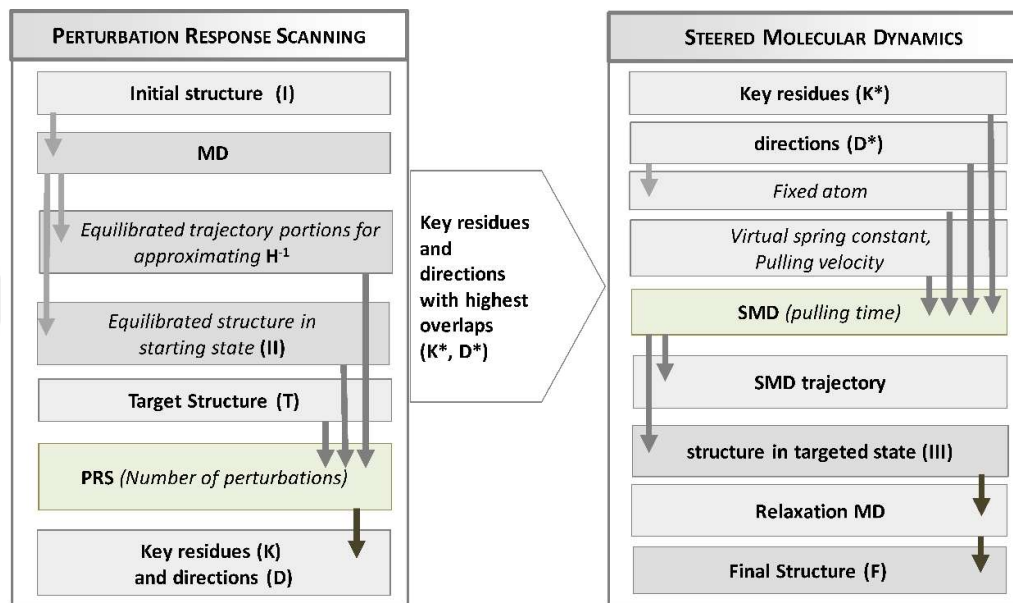 PERTURBATION RESPONSE SCANNING
Initial structure (I)
MD
Equilibrated trajectory portions for
approximating H⁻¹
Equilibrated structure in
starting state (II)
Target Structure (T)
PRS (Number of perturbations)
Key residues (K)
and directions (D)
Key residues
and
directions
with highest
overlaps
(K*, D*)
STEERED MOLECULAR DYNAMICS
Key residues (K*)
directions (D*)
Fixed atom
Virtual spring constant,
Pulling velocity
SMD (pulling time)
SMD trajectory
structure in targeted state (III)
Relaxation MD
Final Structure (F)